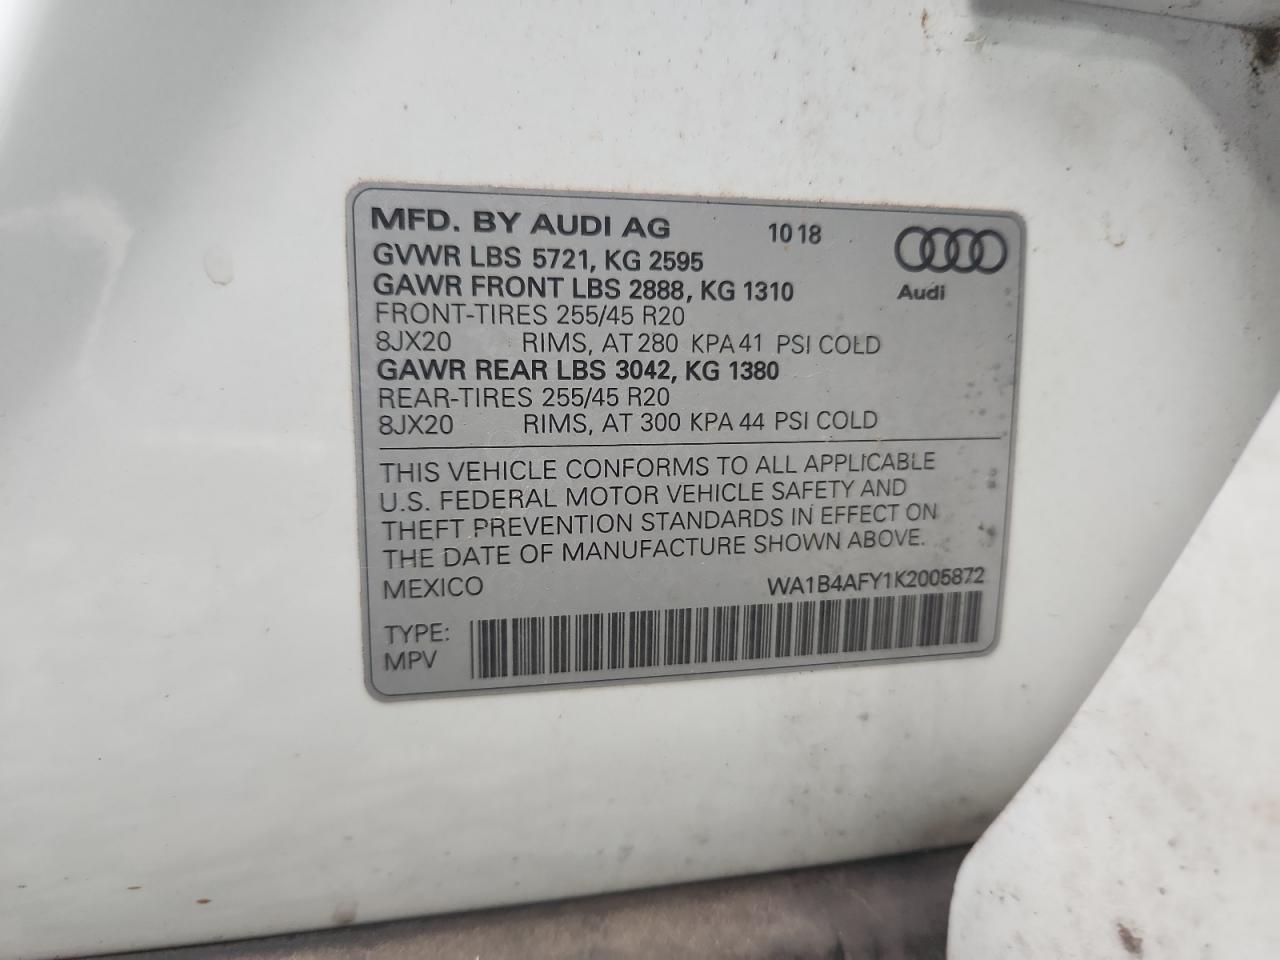 MFD. BY AUDI AG 10 18
GVWR LBS 5721, KG 2595
GAWR FRONT LBS 2888, KG 1310
Audi
FRONT-TIRES 255/45 R20
8JX20 RIMS, AT 280 KPA 41 PSI COLD
GAWR REAR LBS 3042, KG 1380
REAR-TIRES 255/45 R20
8JX20 RIMS, AT 300 KPA 44 PSI COLD
THIS VEHICLE CONFORMS TO ALL APPLICABLE
U.S. FEDERAL MOTOR VEHICLE SAFETY AND
THEFT PREVENTION STANDARDS IN EFFECT ON
THE DATE OF MANUFACTURE SHOWN ABOVE.
MEXICO WA1B4AFY1K2005872
TYPE:
MPV